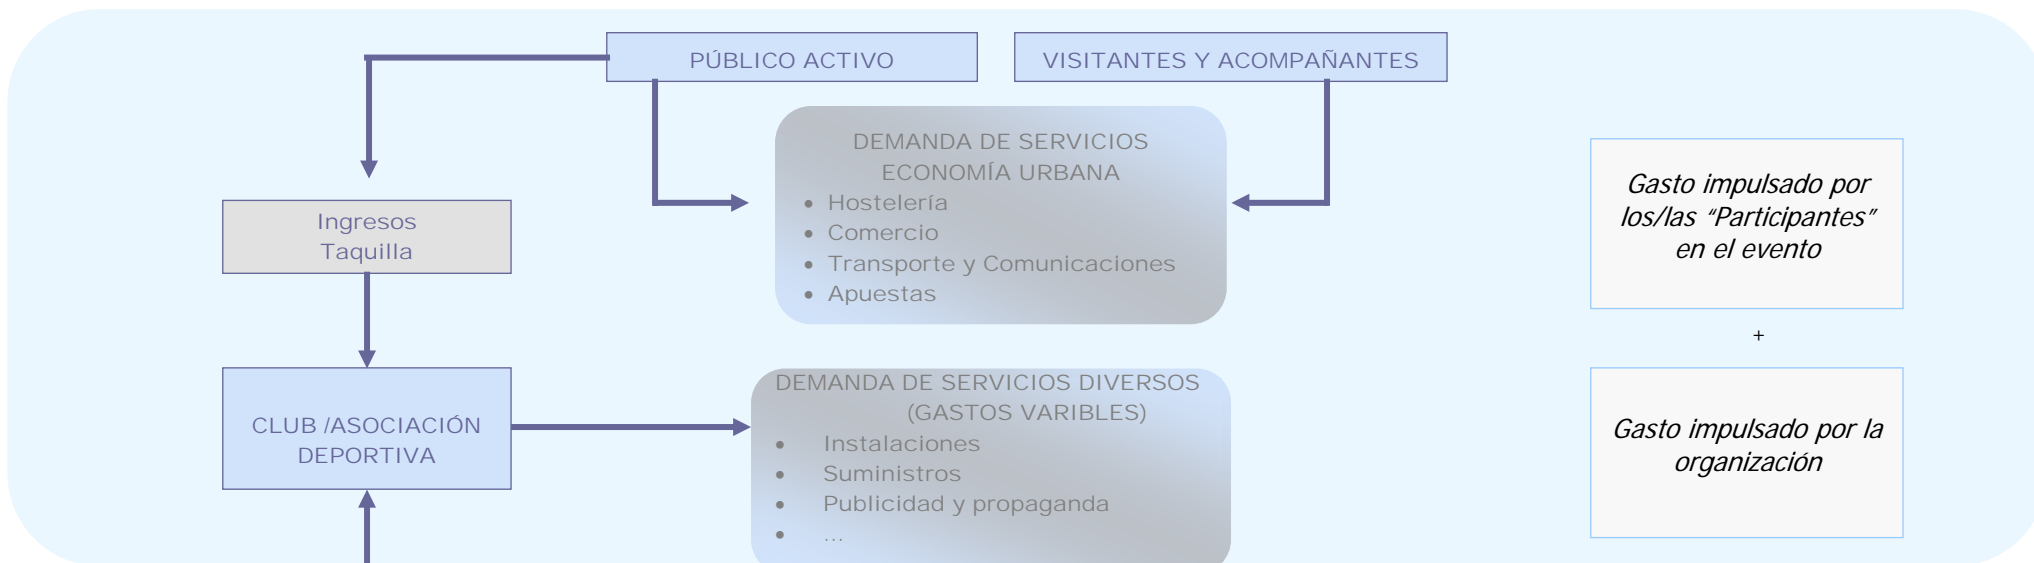 PÚBLICO ACTIVO
VISITANTES Y ACOMPAÑANTES
DEMANDA DE SERVICIOS
ECONOMÍA URBANA
• Hostelería
• Comercio
• Transporte y Comunicaciones
• Apuestas
Gasto impulsado por
los/las “Participantes”
en el evento
Ingresos
Taquilla
+
CLUB /ASOCIACIÓN
DEPORTIVA
DEMANDA DE SERVICIOS DIVERSOS
(GASTOS VARIBLES)
• Instalaciones
• Suministros
• Publicidad y propaganda
• ...
Gasto impulsado por la
organización